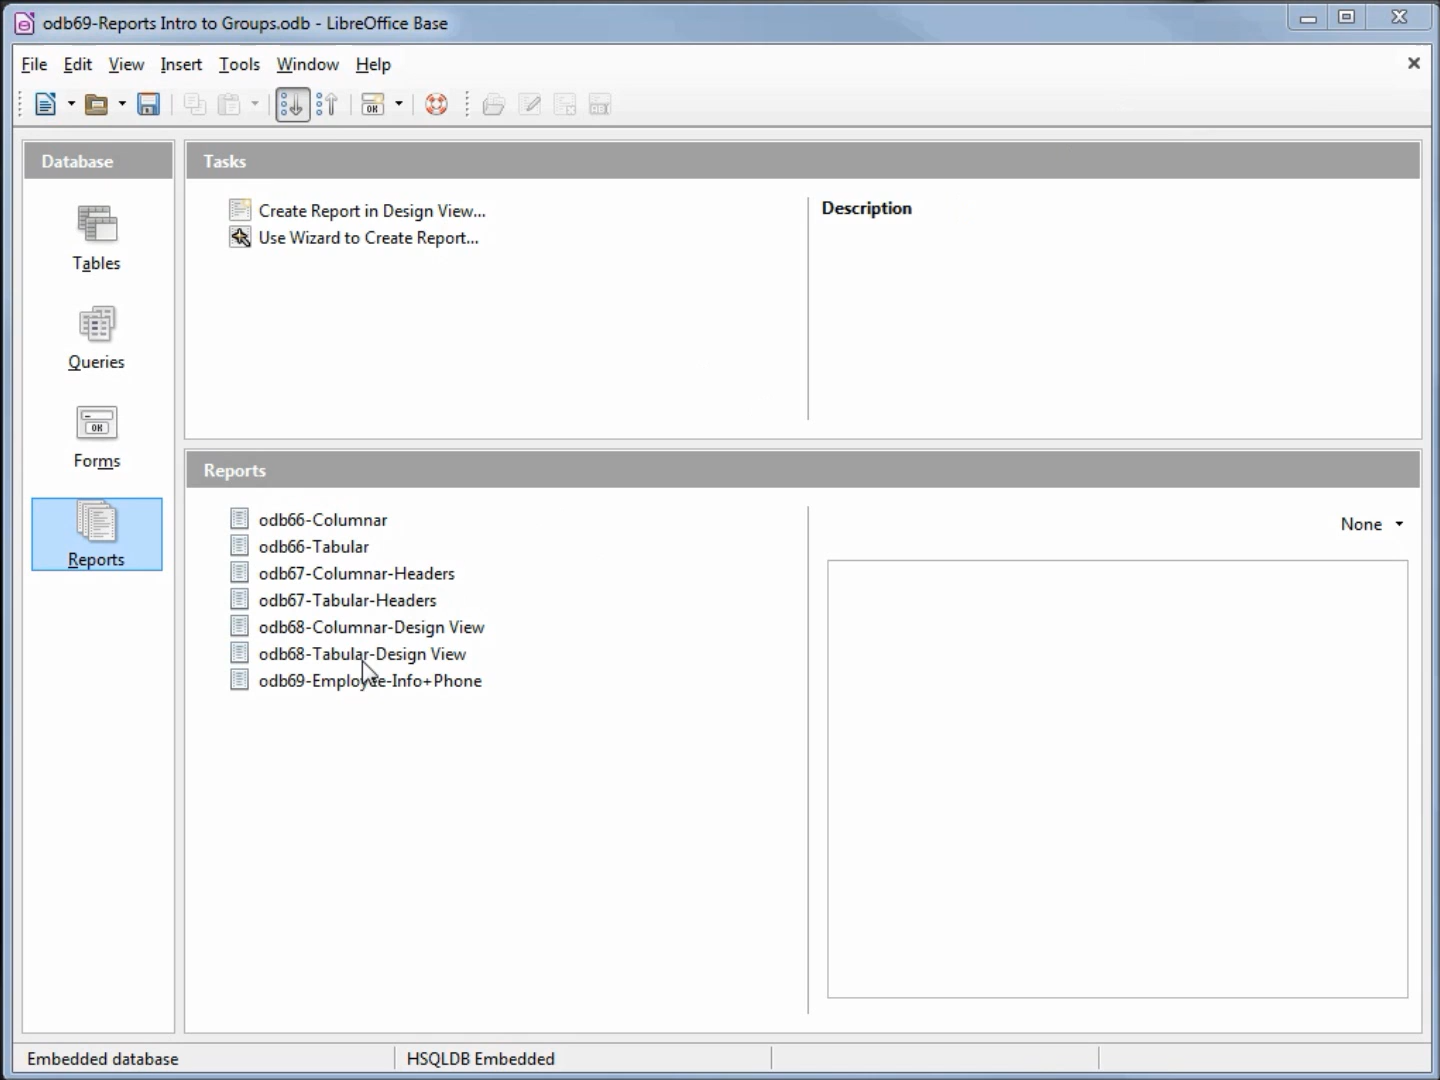 odb69-Reports Intro to Groups.odb - LibreOffice Base
File Edit View Insert Tools Window Help
Database
Tables
Queries
Forms
Reports
Tasks
Create Report in Design View...
Use Wizard to Create Report...
Description
Reports
odb66-Columnar
odb66-Tabular
odb67-Columnar-Headers
odb67-Tabular-Headers
odb68-Columnar-Design View
odb68-Tabular-Design View
odb69-Employee-Info+Phone
None
Embedded database
HSQLDB Embedded